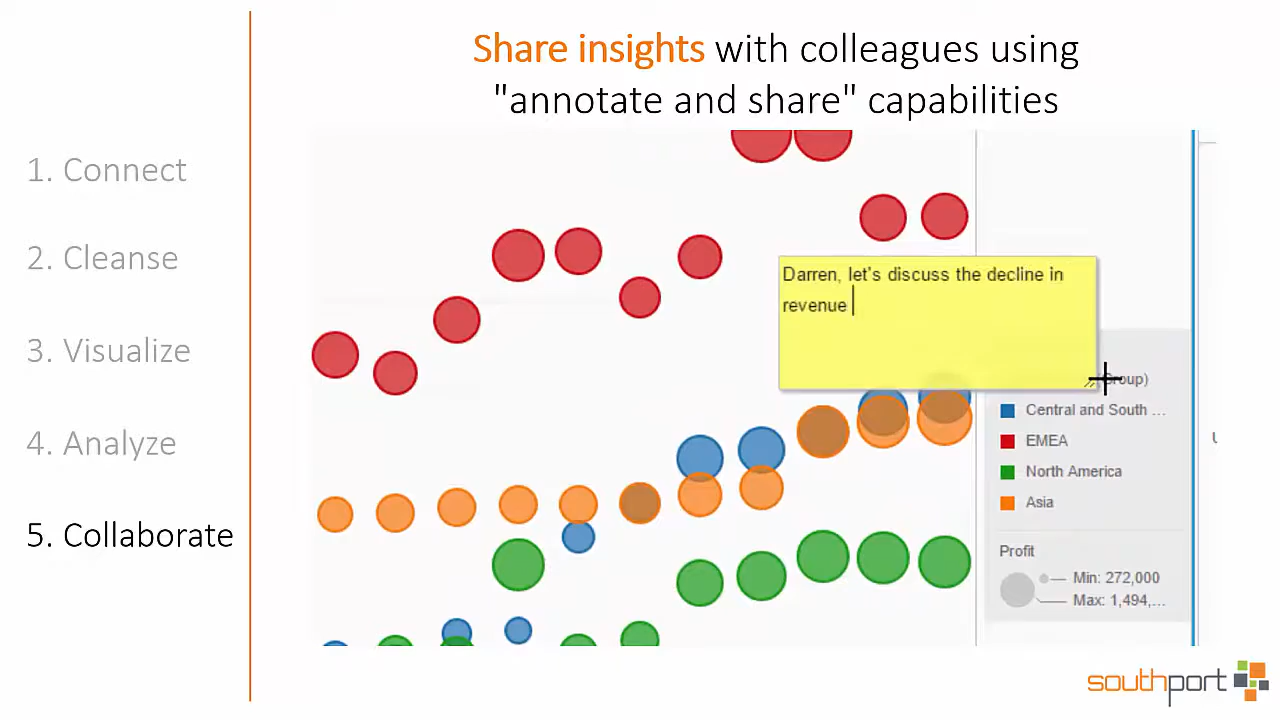 Share insights with colleagues using
"annotate and share" capabilities
1. Connect
2. Cleanse
3. Visualize
4. Analyze
5. Collaborate
Darren, let's discuss the decline in
revenue
Group)
Central and South ...
EMEA
North America
Asia
Profit
Min: 272,000
Max: 1,494,...
southport